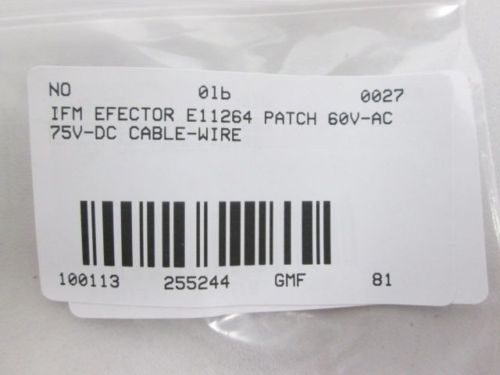 NO 01b 0027
IFM EFECTOR E11264 PATCH 60V-AC
75V-DC CABLE-WIRE
100113 255244 GMF 81